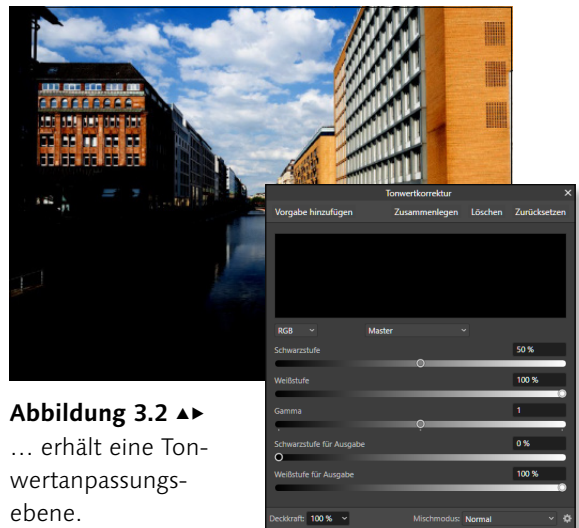 Tonwertkorrektur
Vorgabe hinzufügen Zusammenlegen Löschen Zurücksetzen
RGB Master
Schwarzstufe 50 %
Weißstufe 100 %
Gamma 1
Schwarzstufe für Ausgabe 0 %
Weißstufe für Ausgabe 100 %
Deckkraft: 100 % Mischmodus: Normal
Abbildung 3.2 ▲►
… erhält eine Ton-
wertanpassungs-
ebene.